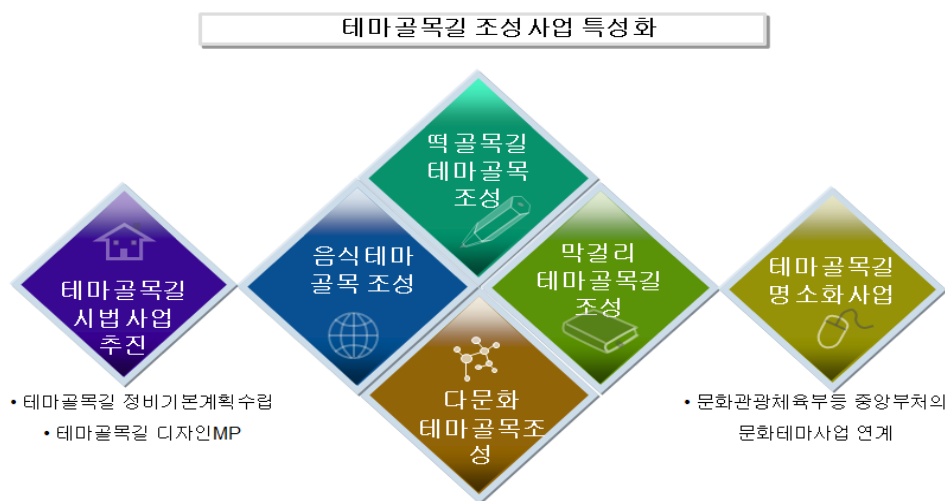 테마골목길 조성사업 특성화
떡골목길
테마골목
조성
음식테마
골목 조성
막걸리
테마골목길
조성
테마골목길
명소화사업
테마골목길
시법사업
추진
다문화
테마골목조
성
• 테마골목길 정비기본계획수립
• 테마골목길 디자인MP
• 문화관광체육부등 중앙부처의
문화테마사업 연계